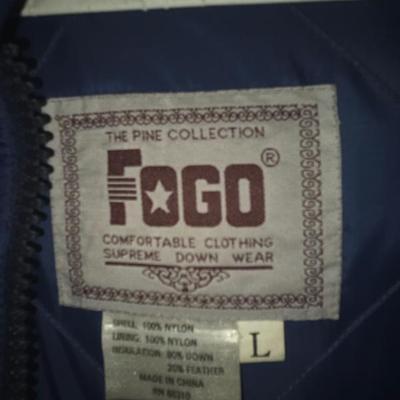 THE PINE COLLECTION
FOGO®
COMFORTABLE CLOTHING
SUPREME DOWN WEAR
SHELL: 100% NYLON
LINING: 100% NYLON
INSULATION: 80% DOWN
20% FEATHER
MADE IN CHINA
RN
L